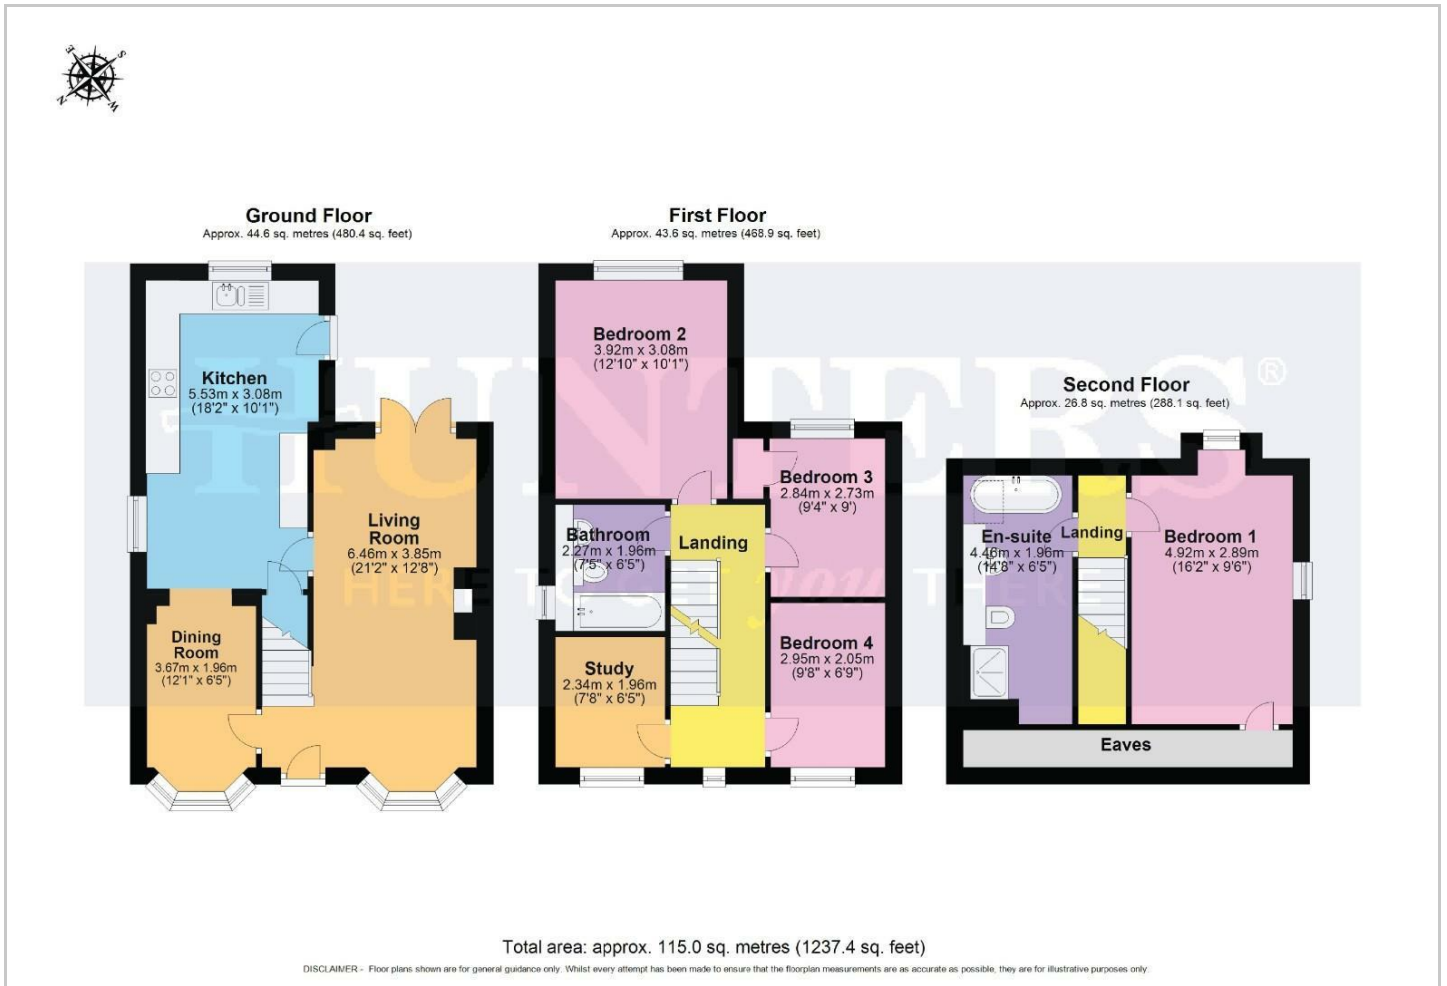 E
S
N
W
Ground Floor
Approx. 44.6 sq. metres (480.4 sq. feet)
Kitchen
5.53m x 3.08m
(18'2" x 10'1")
Living
Room
6.46m x 3.85m
(21'2" x 12'8")
Dining
Room
3.67m x 1.96m
(12'1" x 6'5")
First Floor
Approx. 43.6 sq. metres (468.9 sq. feet)
Bedroom 2
3.92m x 3.08m
(12'10" x 10'1")
Bedroom 3
2.84m x 2.73m
(9'4" x 9')
Bathroom
2.27m x 1.96m
(7'5" x 6'5")
Landing
Study
2.34m x 1.96m
(7'8" x 6'5")
Bedroom 4
2.95m x 2.05m
(9'8" x 6'9")
Second Floor
Approx. 26.8 sq. metres (288.1 sq. feet)
En-suite
4.46m x 1.96m
(14'8" x 6'5")
Landing
Bedroom 1
4.92m x 2.89m
(16'2" x 9'6")
Eaves
HUNTERS®
HERE TO GET you THERE
Total area: approx. 115.0 sq. metres (1237.4 sq. feet)
DISCLAIMER - Floor plans shown are for general guidance only. Whilst every attempt has been made to ensure that the floorplan measurements are as accurate as possible, they are for illustrative purposes only.